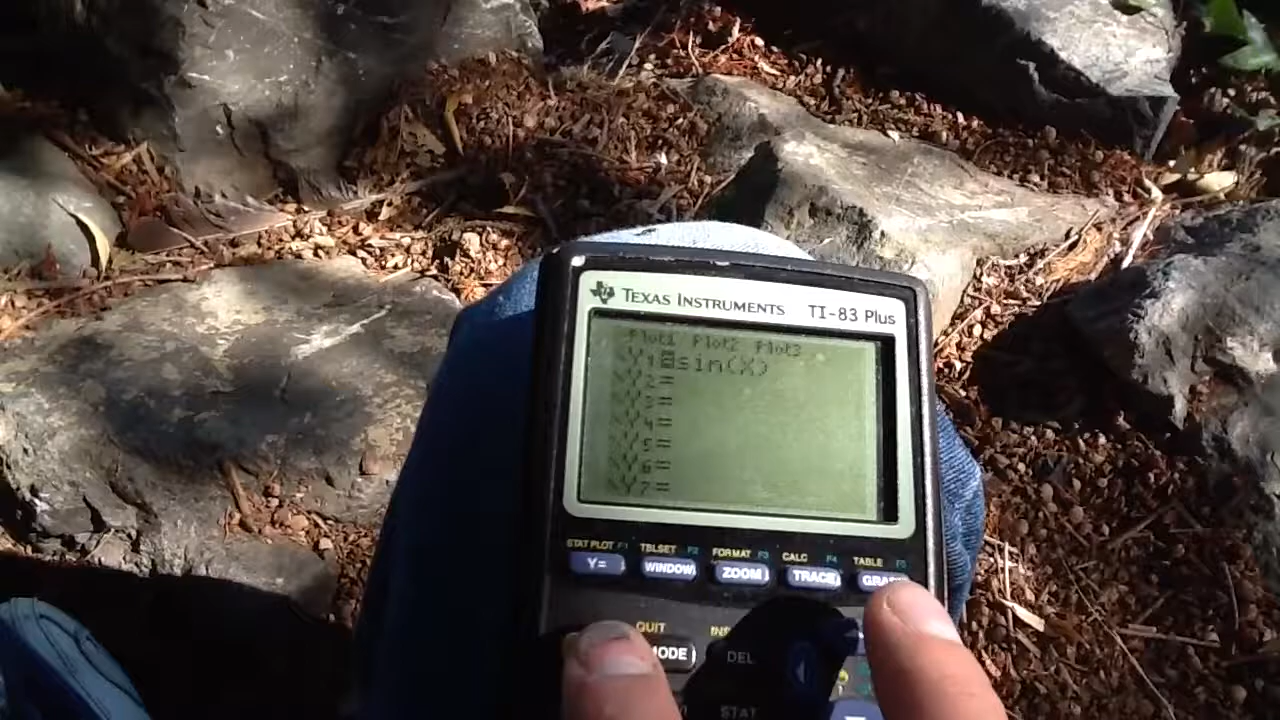 TEXAS INSTRUMENTS TI-83 Plus
Plot1 Plot2 Plot3
\Y1=sin(X)
\Y2=
\Y3=
\Y4=
\Y5=
\Y6=
\Y7=
STAT PLOT F1 TBLSET F2 FORMAT F3 CALC F4 TABLE F5
Y= WINDOW ZOOM TRACE
QUIT
MODE DEL
STAT